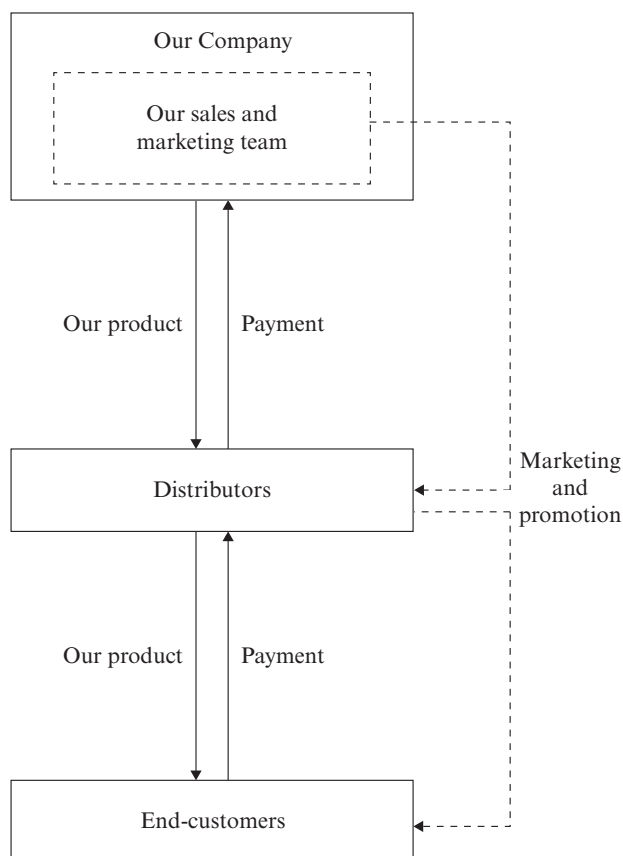 Our Company
Our sales and
marketing team
Our product
Payment
Distributors
Marketing
and
promotion
Our product
Payment
End-customers